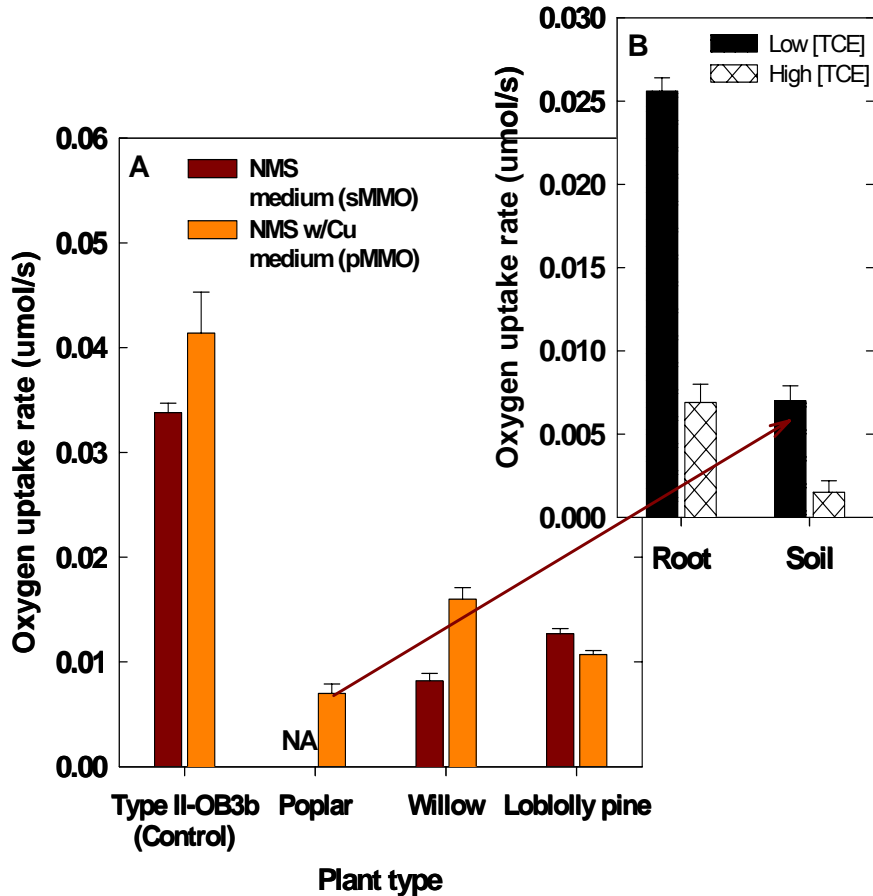 A
NMS
medium (sMMO)
NMS w/Cu
medium (pMMO)
Oxygen uptake rate (umol/s)
0.06
0.05
0.04
0.03
0.02
0.01
0.00
NA
Type II-OB3b
(Control)
Poplar
Willow
Loblolly pine
Plant type
B
Low [TCE]
High [TCE]
Oxygen uptake rate (umol/s)
0.030
0.025
0.020
0.015
0.010
0.005
0.000
Root
Soil